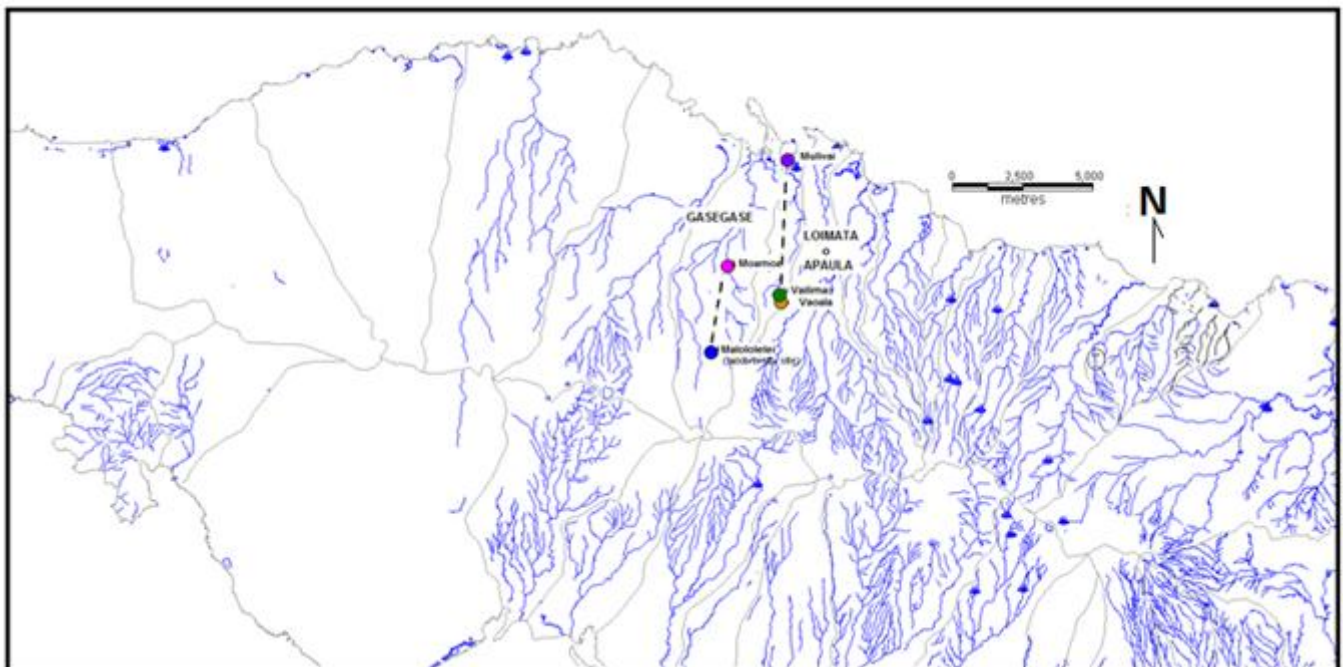 Mulivai
0 2,500 5,000
metres
N
GASEGASE
LOIMATA
o
APAULA
Moamoa
Vailima
Vaoala
Malololelei